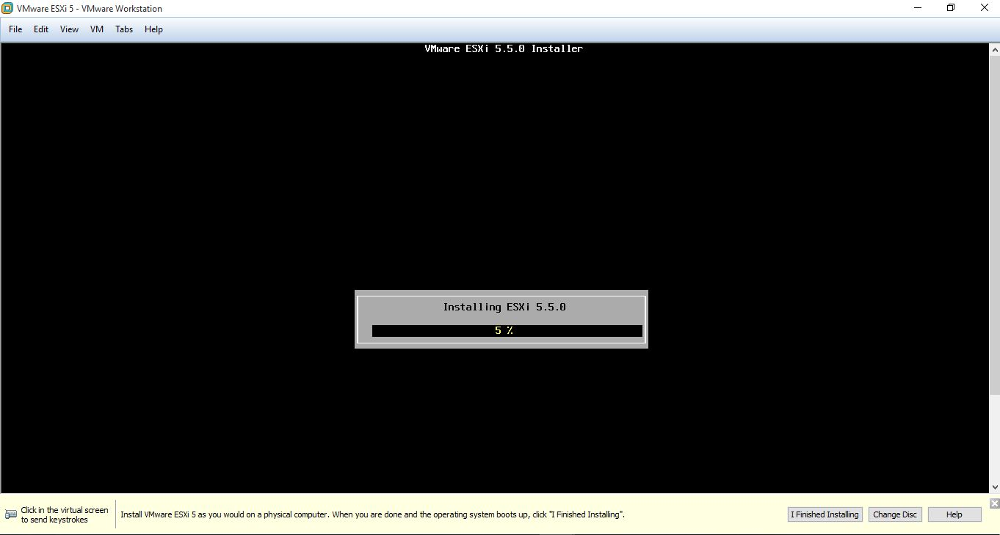 VMware ESXi 5 - VMware Workstation
File Edit View VM Tabs Help
VMware ESXi 5.5.0 Installer
Installing ESXi 5.5.0
5 %
Click in the virtual screen
to send keystrokes
Install VMware ESXi 5 as you would on a physical computer. When you are done and the operating system boots up, click "I Finished Installing".
I Finished Installing Change Disc Help